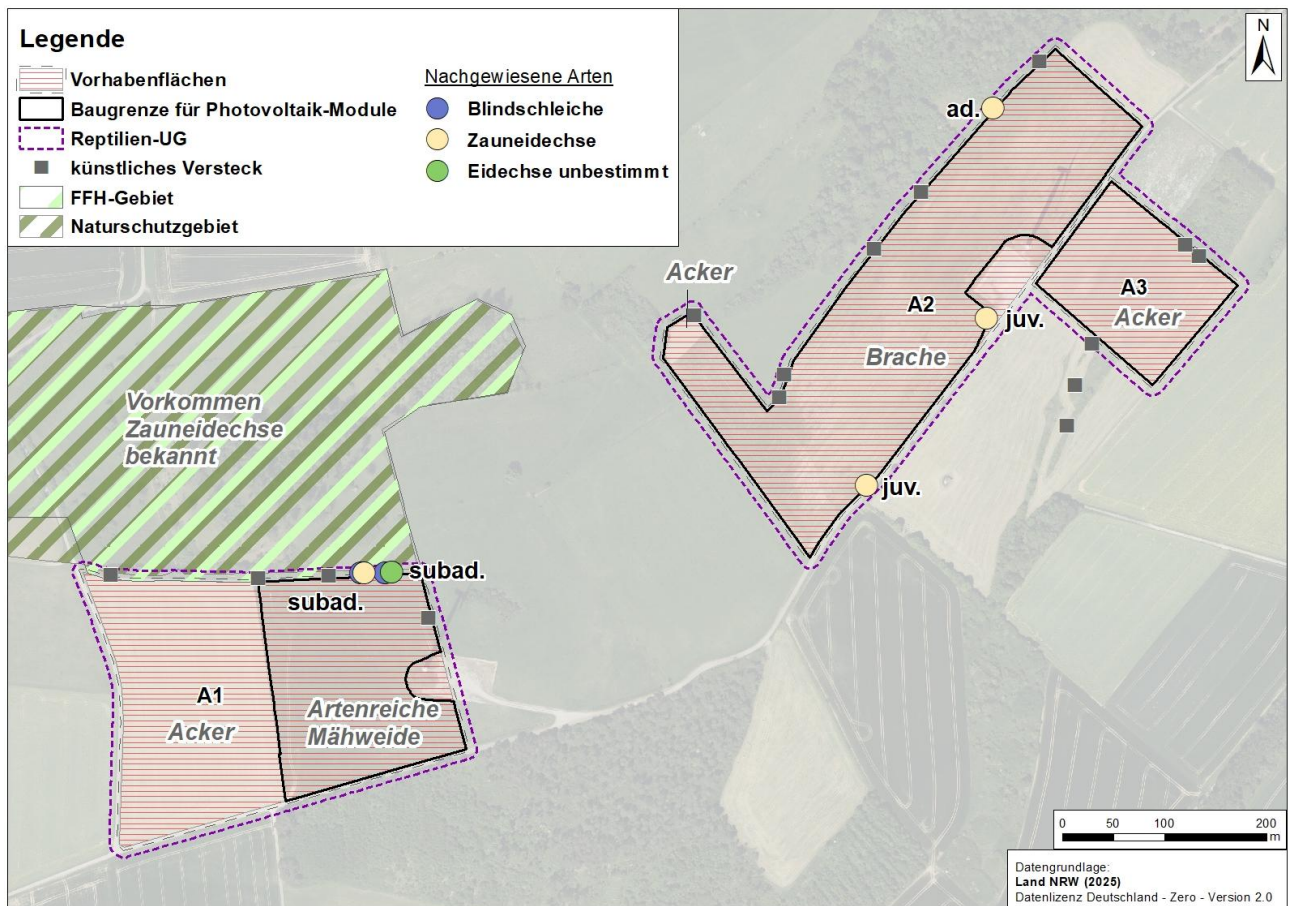 Legende
Vorhabenflächen
Baugrenze für Photovoltaik-Module
Reptilien-UG
künstliches Versteck
FFH-Gebiet
Naturschutzgebiet
Nachgewiesene Arten
Blindschleiche
Zauneidechse
Eidechse unbestimmt
N
ad.
Acker
A2
juv.
Brache
A3
Acker
juv.
Vorkommen
Zauneidechse
bekannt
subad.
subad.
A1
Acker
Artenreiche
Mähweide
0 50 100 200
m
Datengrundlage:
Land NRW (2025)
Datenlizenz Deutschland - Zero - Version 2.0